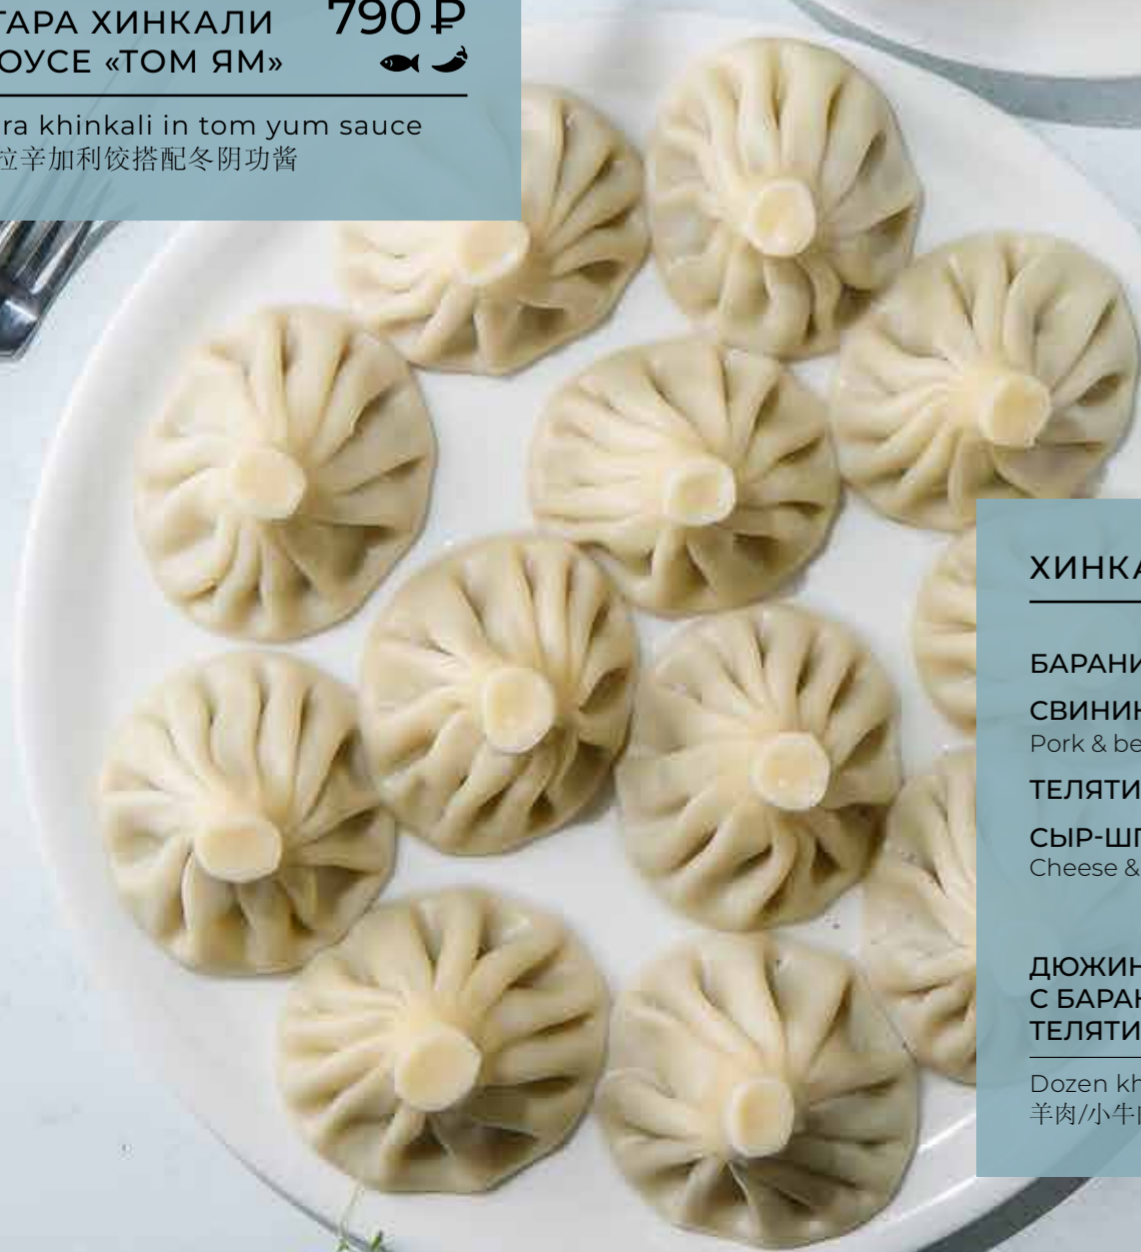 ТАРА ХИНКАЛИ 790 ₽
ОУСЕ «ТОМ ЯМ»
ra khinkali in tom yum sauce
拉辛加利饺搭配冬阴功酱
ХИНКА
БАРАНИ
СВИНИН
Pork & be
ТЕЛЯТИ
СЫР-ШП
Cheese &
ДЮЖИН
С БАРАН
ТЕЛЯТИ
Dozen kh
羊肉/小牛肉